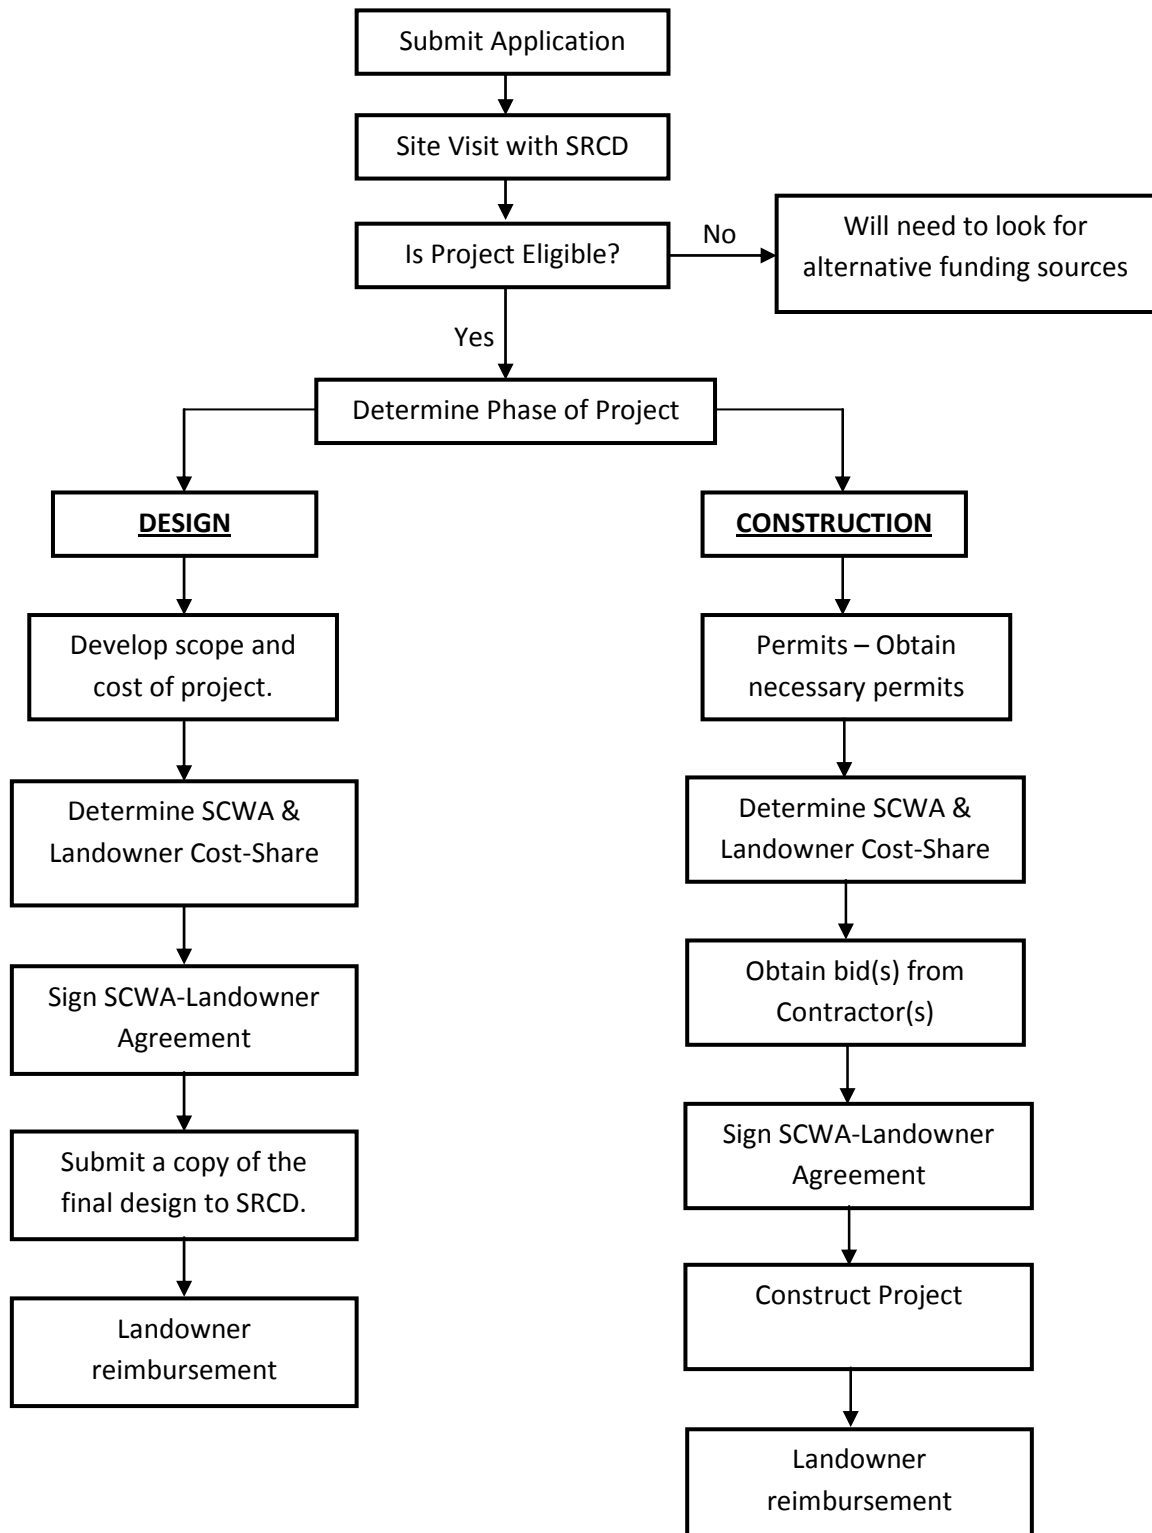 Submit Application
Site Visit with SRCD
Is Project Eligible?
No
Will need to look for
alternative funding sources
Yes
Determine Phase of Project
DESIGN
Develop scope and
cost of project.
Determine SCWA &
Landowner Cost-Share
Sign SCWA-Landowner
Agreement
Submit a copy of the
final design to SRCD.
Landowner
reimbursement
CONSTRUCTION
Permits – Obtain
necessary permits
Determine SCWA &
Landowner Cost-Share
Obtain bid(s) from
Contractor(s)
Sign SCWA-Landowner
Agreement
Construct Project
Landowner
reimbursement